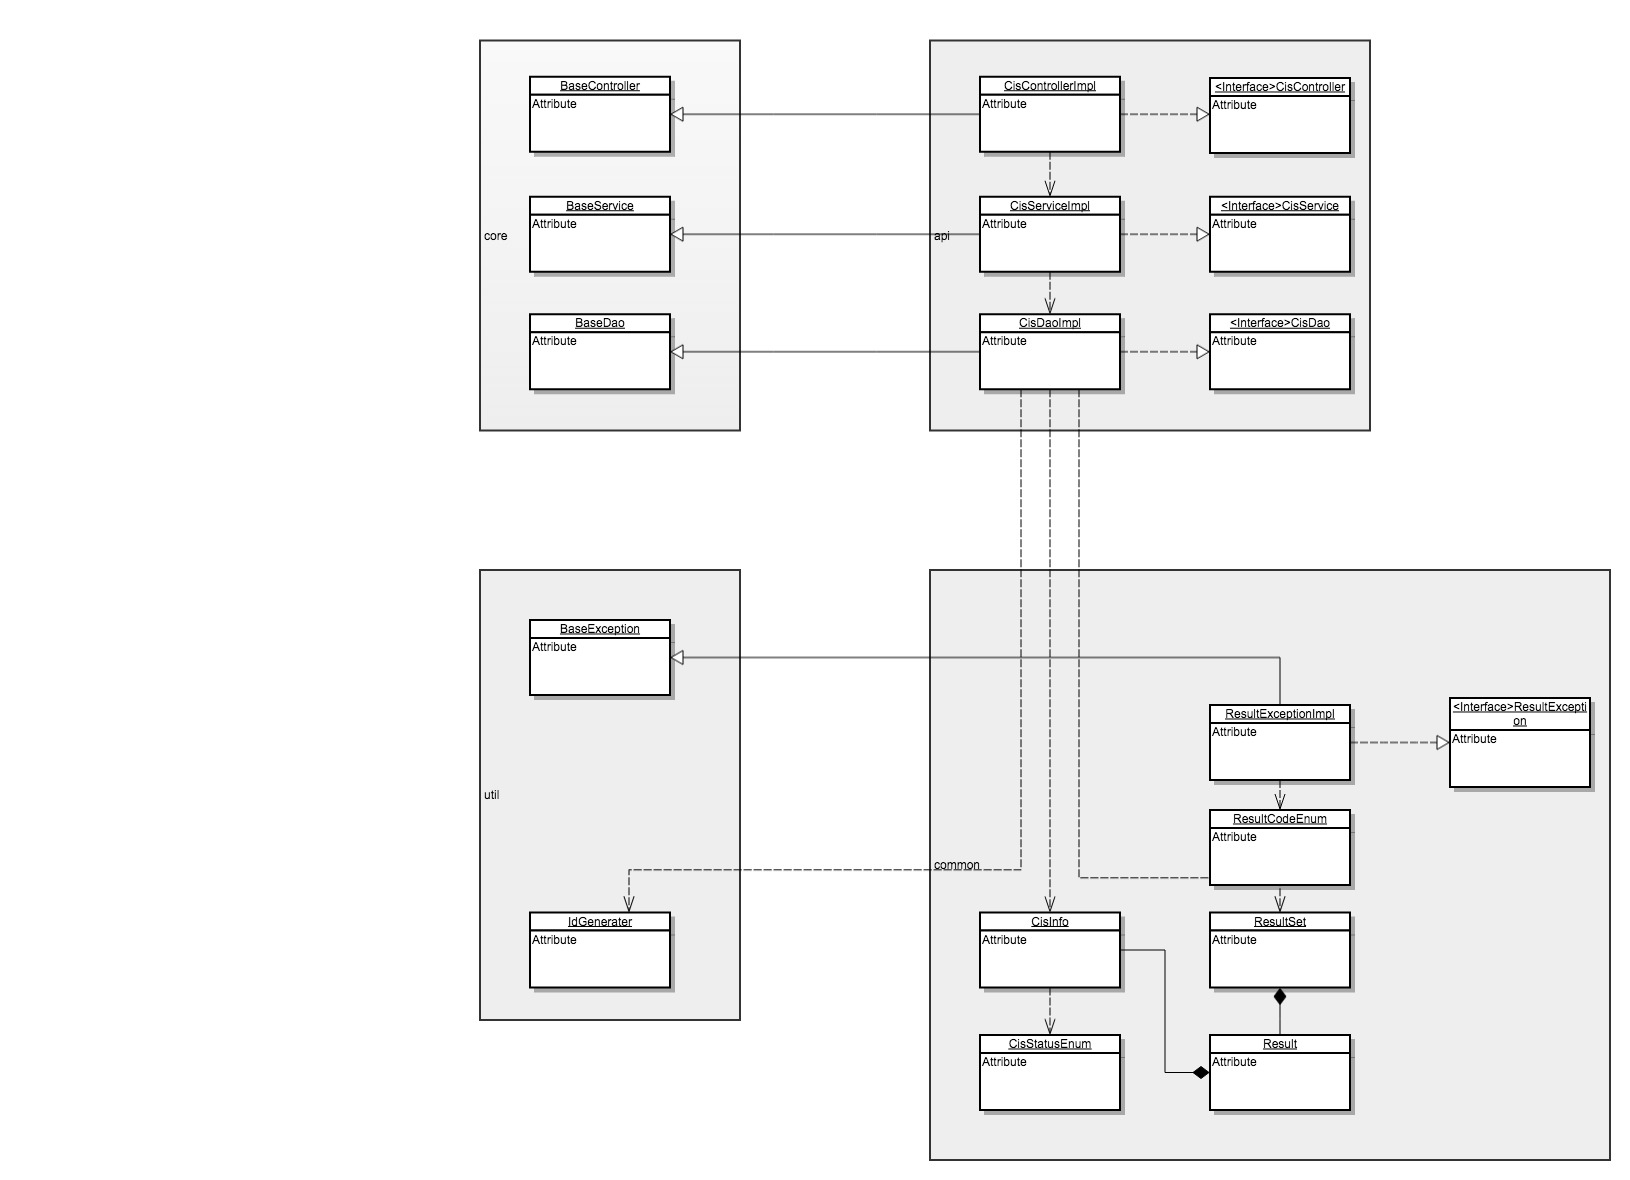 BaseController
Attribute
BaseService
Attribute
core
BaseDao
Attribute
CisControllerImpl
Attribute
<Interface>CisController
Attribute
CisServiceImpl
Attribute
<Interface>CisService
Attribute
api
CisDaoImpl
Attribute
<Interface>CisDao
Attribute
BaseException
Attribute
util
IdGenerater
Attribute
ResultExceptionImpl
Attribute
<Interface>ResultExcepti
on
Attribute
ResultCodeEnum
Attribute
common
CisInfo
Attribute
ResultSet
Attribute
CisStatusEnum
Attribute
Result
Attribute